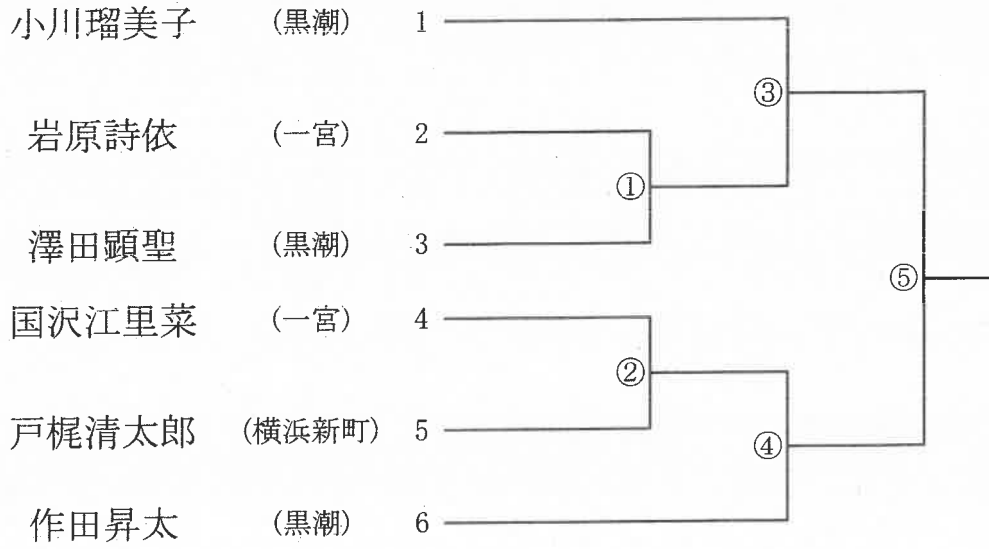 小川瑠美子 (黒潮) 1
③
岩原詩依 (一宮) 2
①
澤田顕聖 (黒潮) 3
⑤
国沢江里菜 (一宮) 4
②
戸梶清太郎 (横浜新町) 5
④
作田昇太 (黒潮) 6